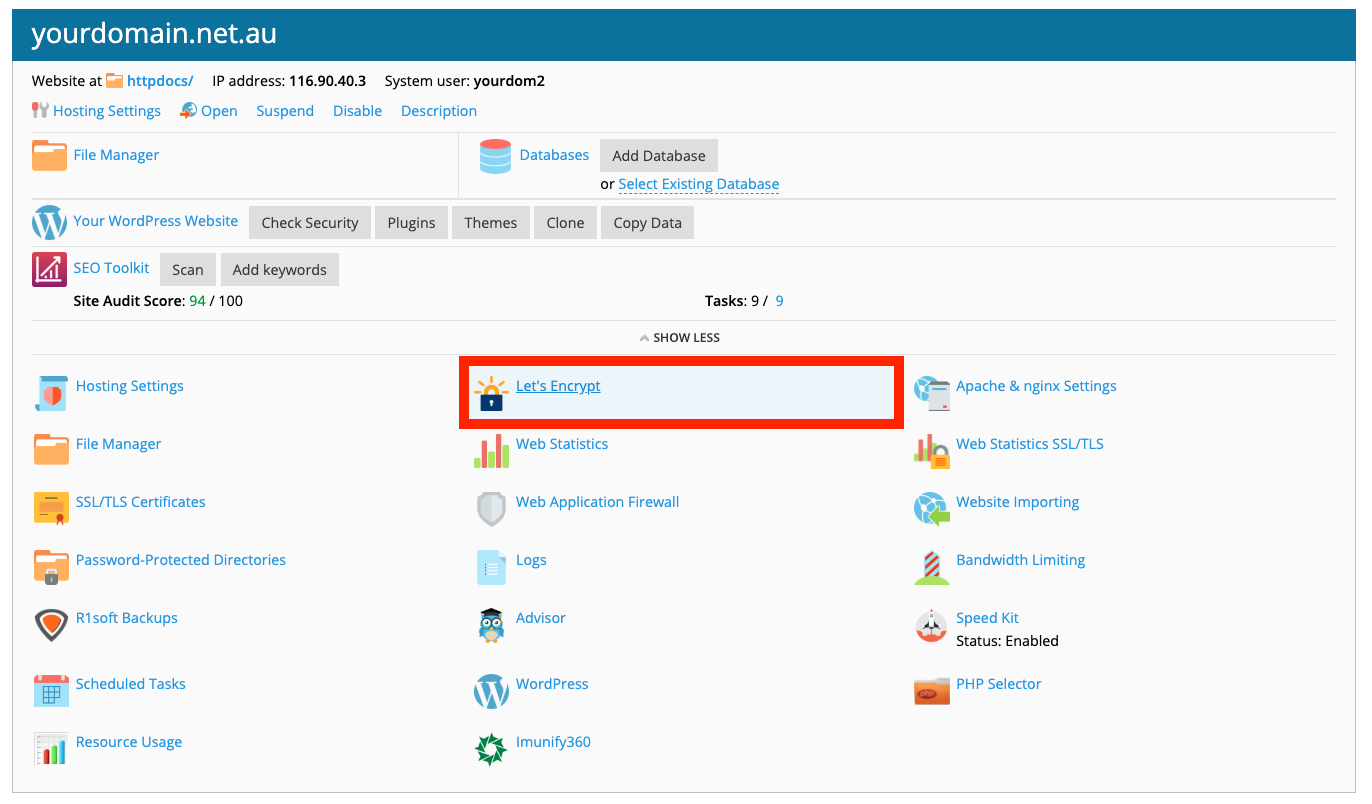 yourdomain.net.au
Website at httpdocs/ IP address: 116.90.40.3 System user: yourdom2
Hosting Settings Open Suspend Disable Description
File Manager Databases Add Database
or Select Existing Database
Your WordPress Website Check Security Plugins Themes Clone Copy Data
SEO Toolkit Scan Add keywords
Site Audit Score: 94 / 100 Tasks: 9 / 9
SHOW LESS
Hosting Settings Let's Encrypt Apache & nginx Settings
File Manager Web Statistics Web Statistics SSL/TLS
SSL/TLS Certificates Web Application Firewall Website Importing
Password-Protected Directories Logs Bandwidth Limiting
R1soft Backups Advisor Speed Kit
Status: Enabled
Scheduled Tasks WordPress PHP Selector
Resource Usage Imunify360